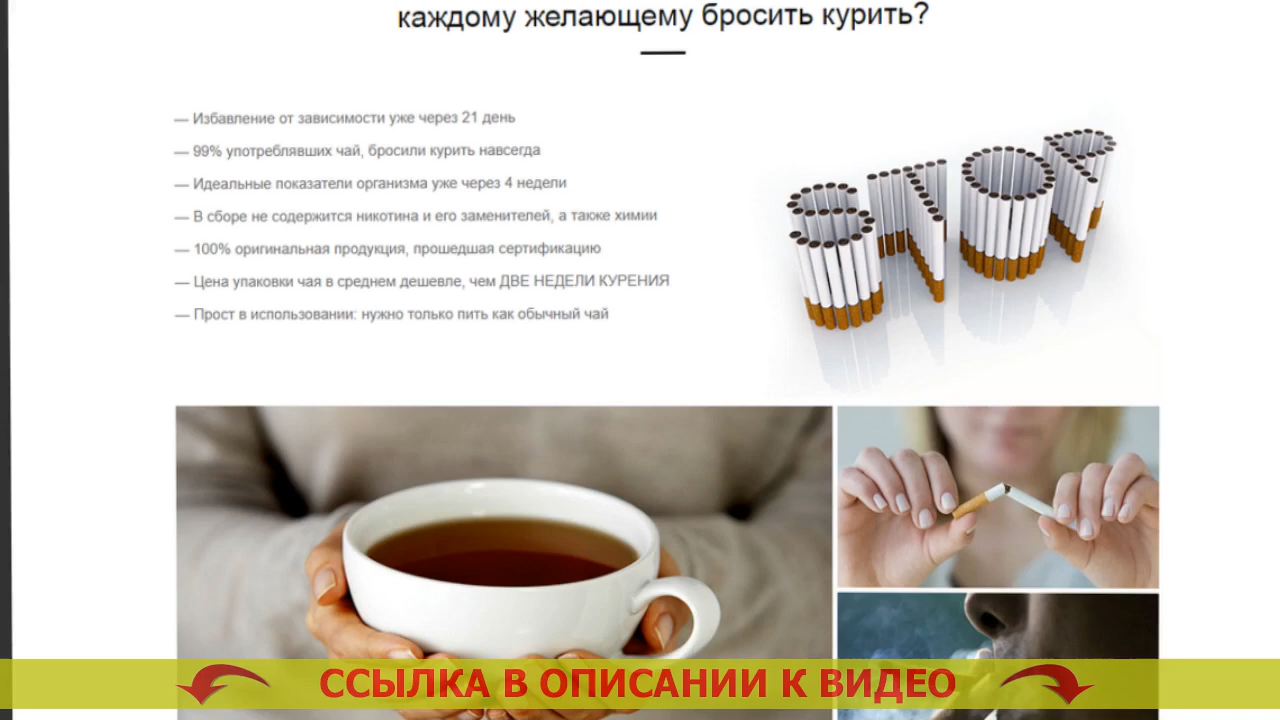 каждому желающему бросить курить?
— Избавление от зависимости уже через 21 день
— 99% употреблявших чай, бросили курить навсегда
— Идеальные показатели организма уже через 4 недели
— В сборе не содержится никотина и его заменителей, а также химии
— 100% оригинальная продукция, прошедшая сертификацию
— Цена упаковки чая в среднем дешевле, чем ДВЕ НЕДЕЛИ КУРЕНИЯ
— Прост в использовании: нужно только пить как обычный чай
STOP
ССЫЛКА В ОПИСАНИИ К ВИДЕО